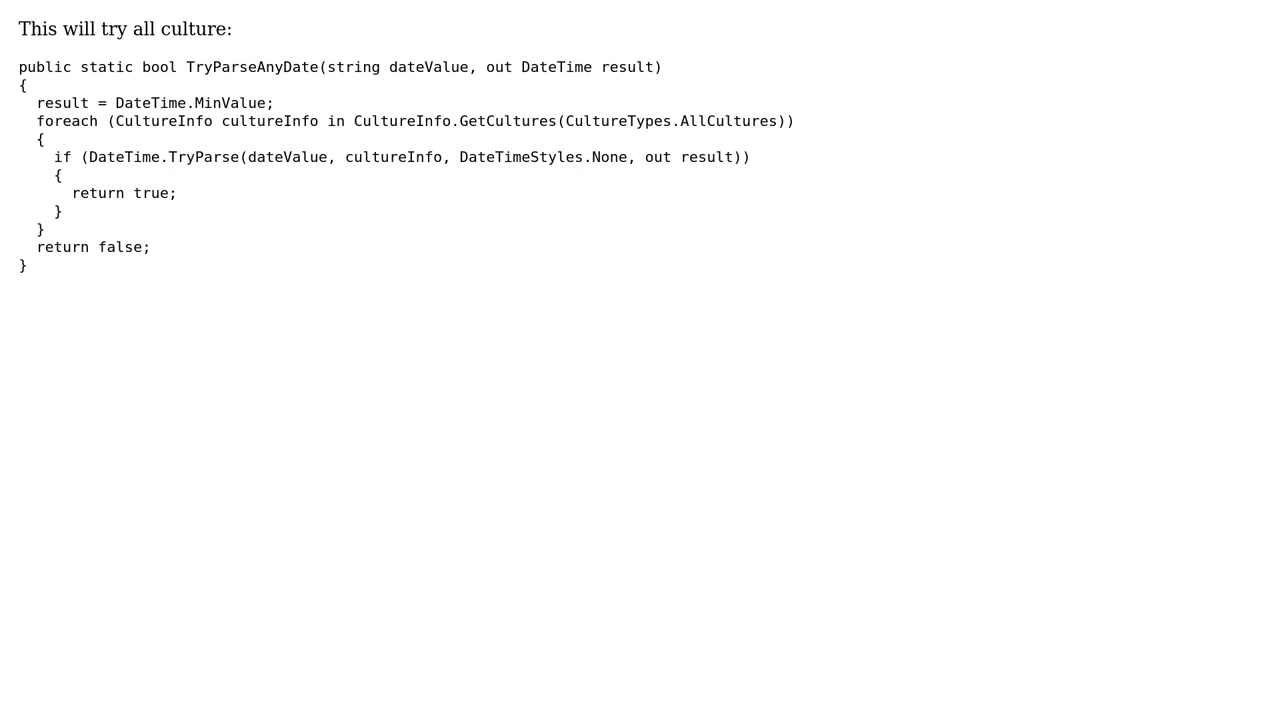 This will try all culture:
public static bool TryParseAnyDate(string dateValue, out DateTime result)
{
  result = DateTime.MinValue;
  foreach (CultureInfo cultureInfo in CultureInfo.GetCultures(CultureTypes.AllCultures))
  {
    if (DateTime.TryParse(dateValue, cultureInfo, DateTimeStyles.None, out result))
    {
      return true;
    }
  }
  return false;
}